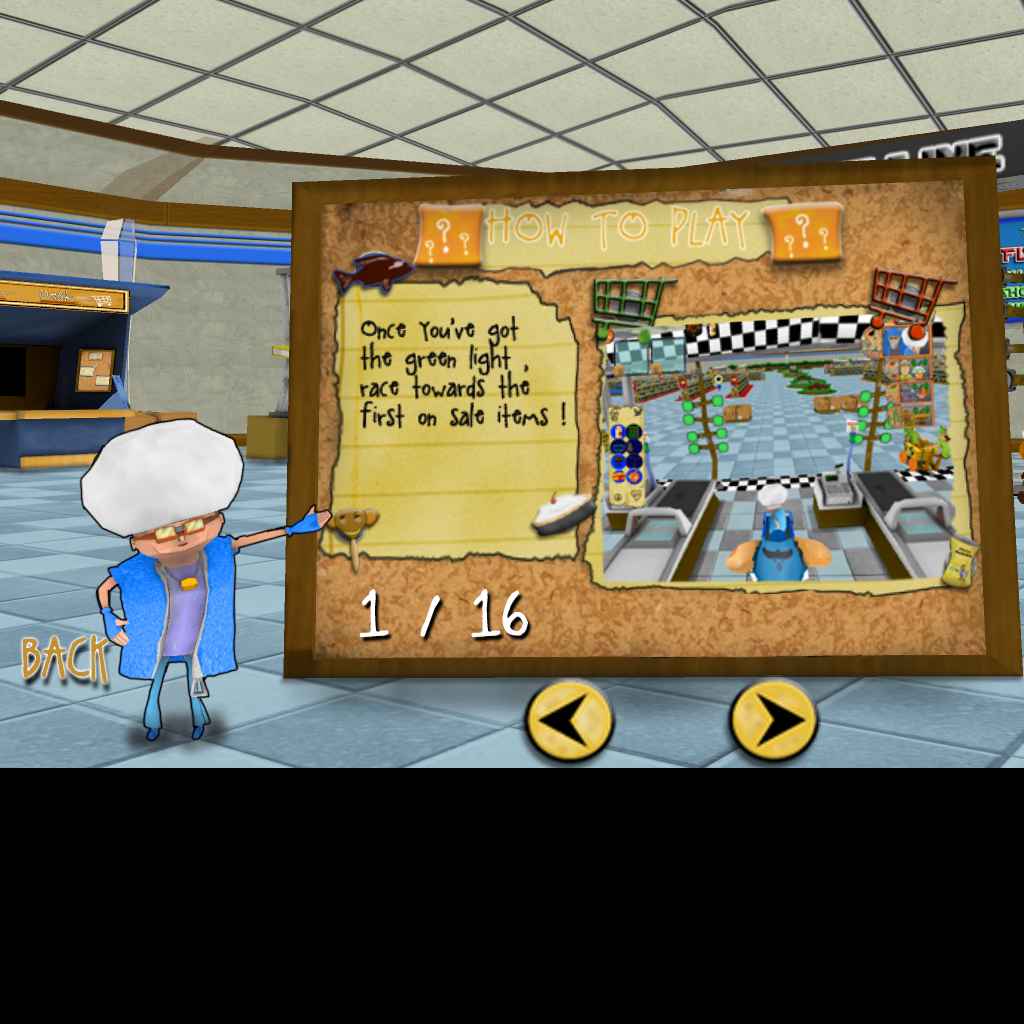 HOW TO PLAY
Desk
Once You've got
the green light ,
race towards the
first on sale items !
1 / 16
BACK